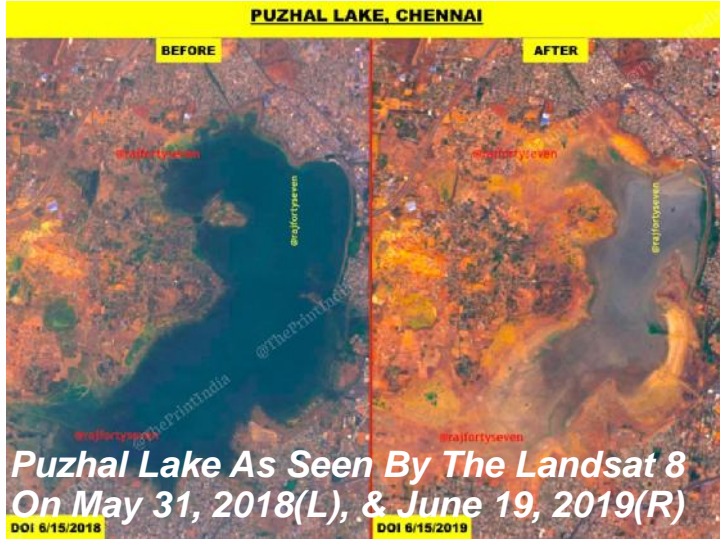 PUZHAL LAKE, CHENNAI
BEFORE
AFTER
@rajfortyseven
@rajfortyseven
@rajfortyseven
@rajfortyseven
@ThePrintIndia
@ThePrintIndia
@rajfortyseven
@rajfortyseven
Puzhal Lake As Seen By The Landsat 8
On May 31, 2018(L), & June 19, 2019(R)
DOI 6/15/2018
DOI 6/15/2019